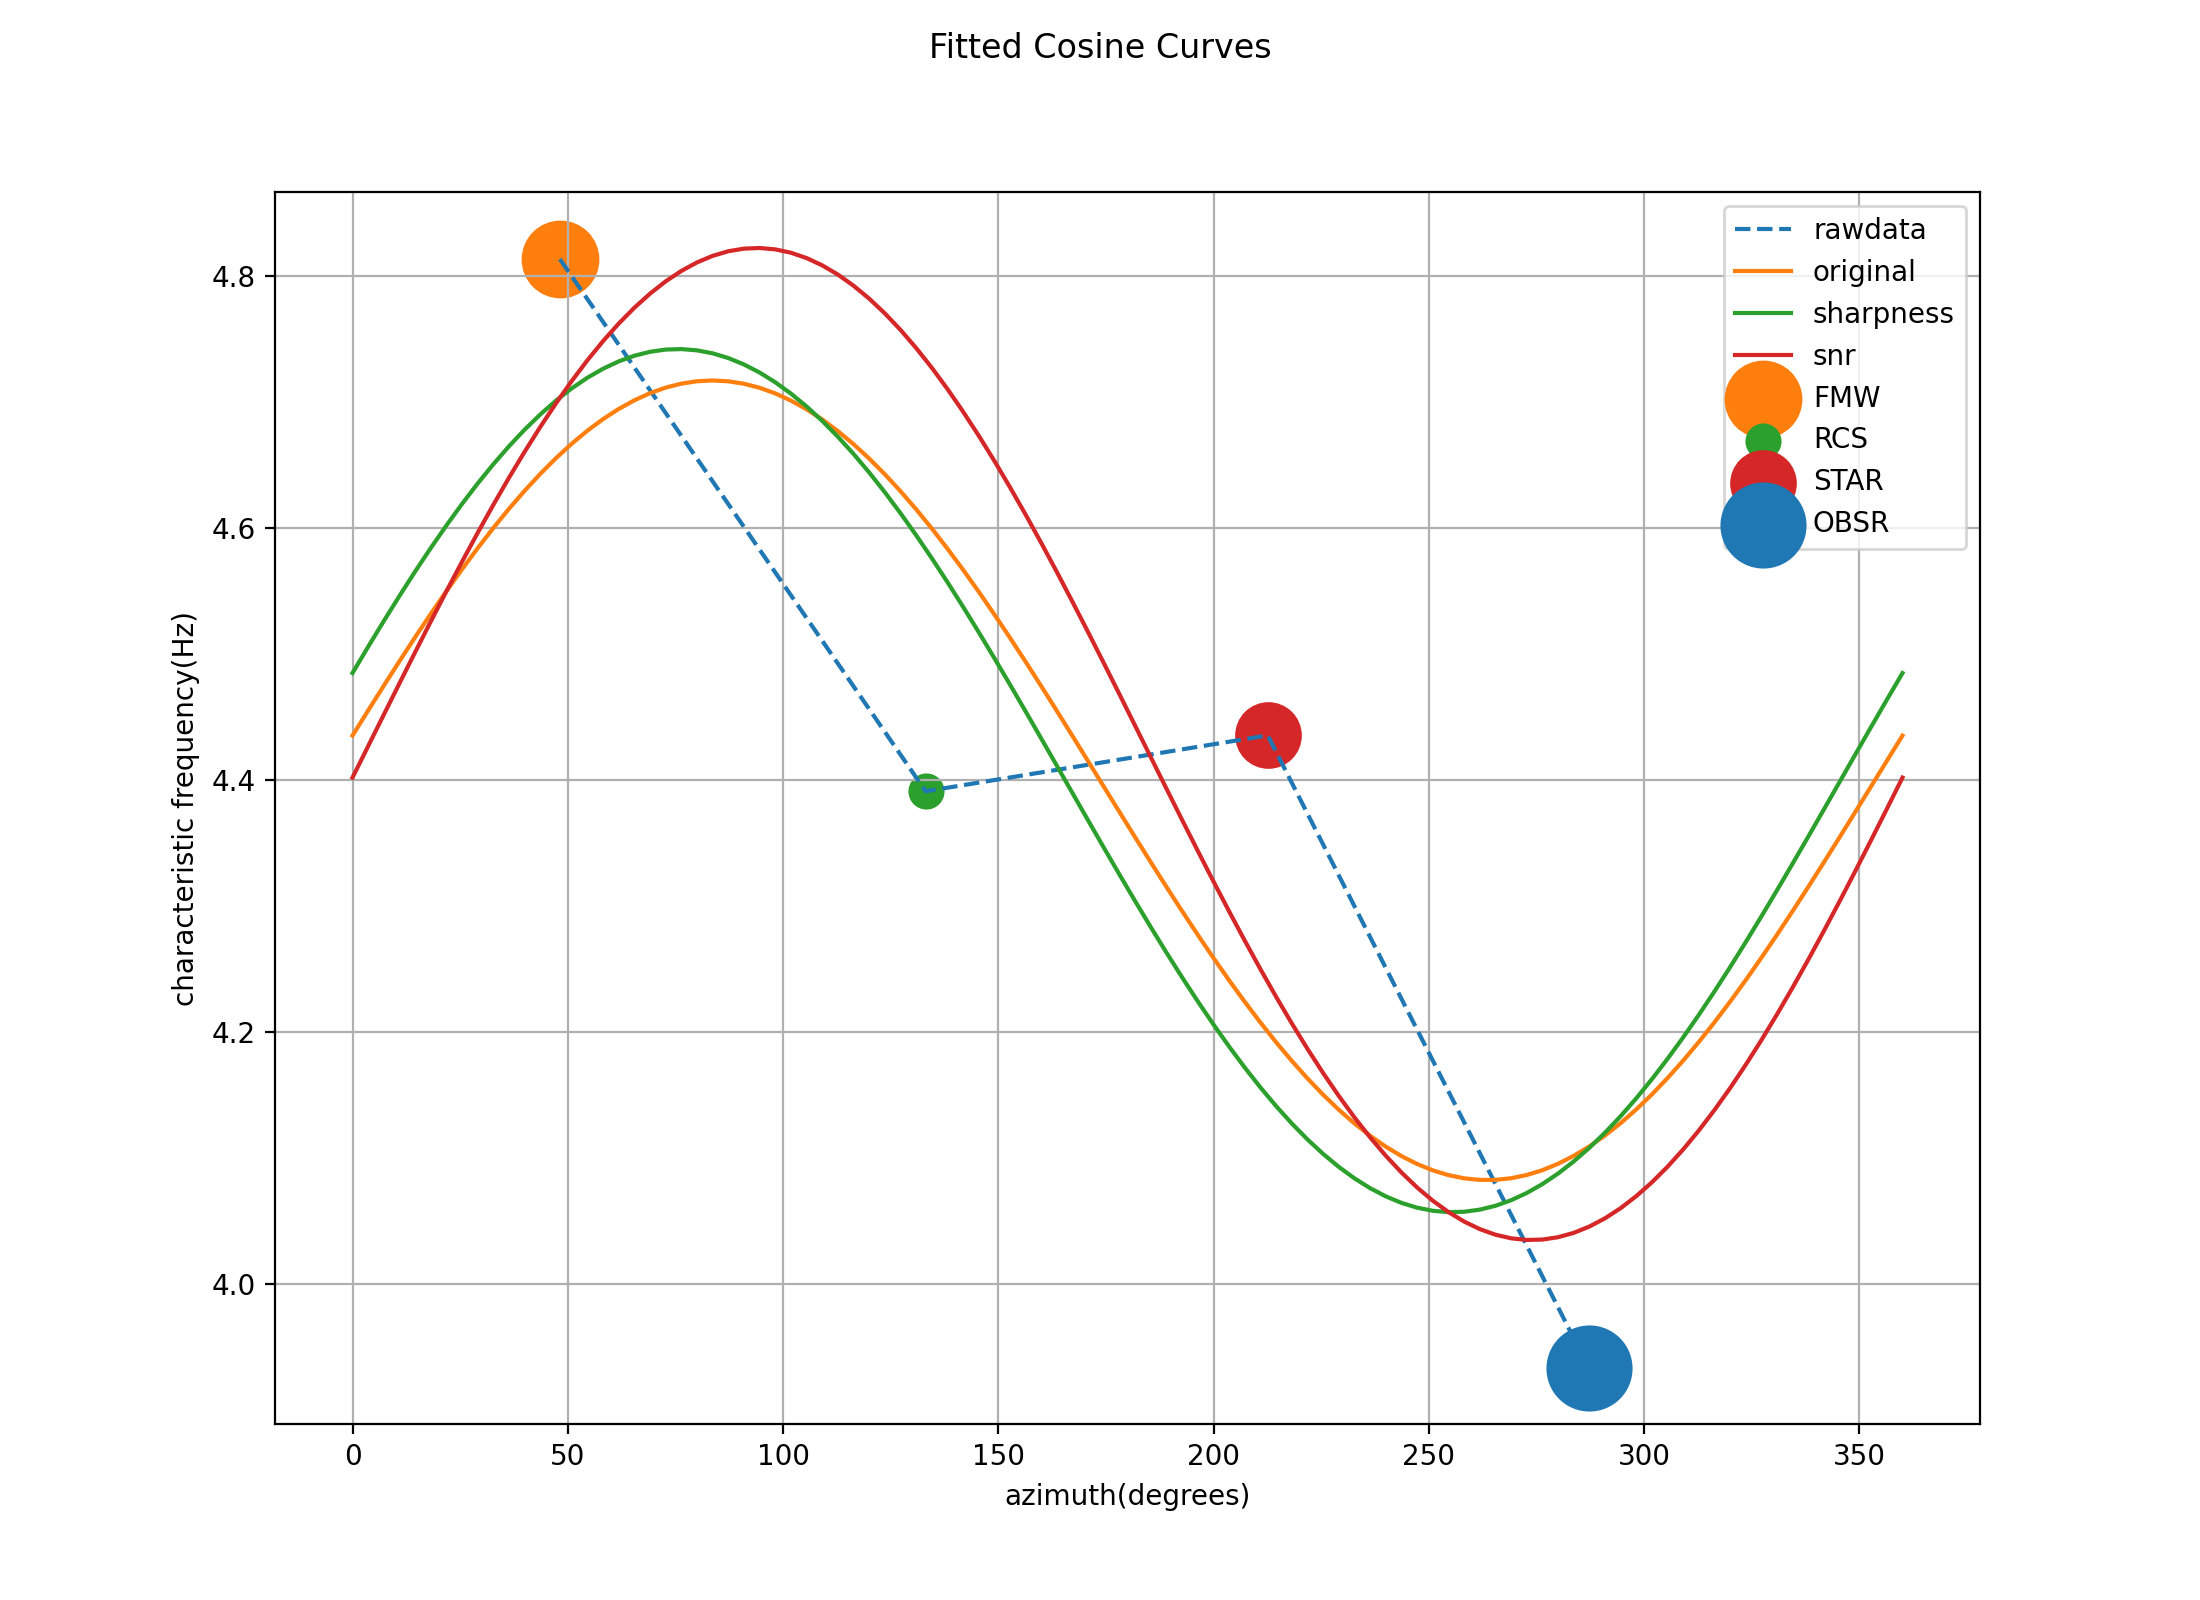 Fitted Cosine Curves
rawdata
original
sharpness
snr
FMW
RCS
STAR
OBSR
characteristic frequency(Hz)
4.8
4.6
4.4
4.2
4.0
0 50 100 150 200 250 300 350
azimuth(degrees)